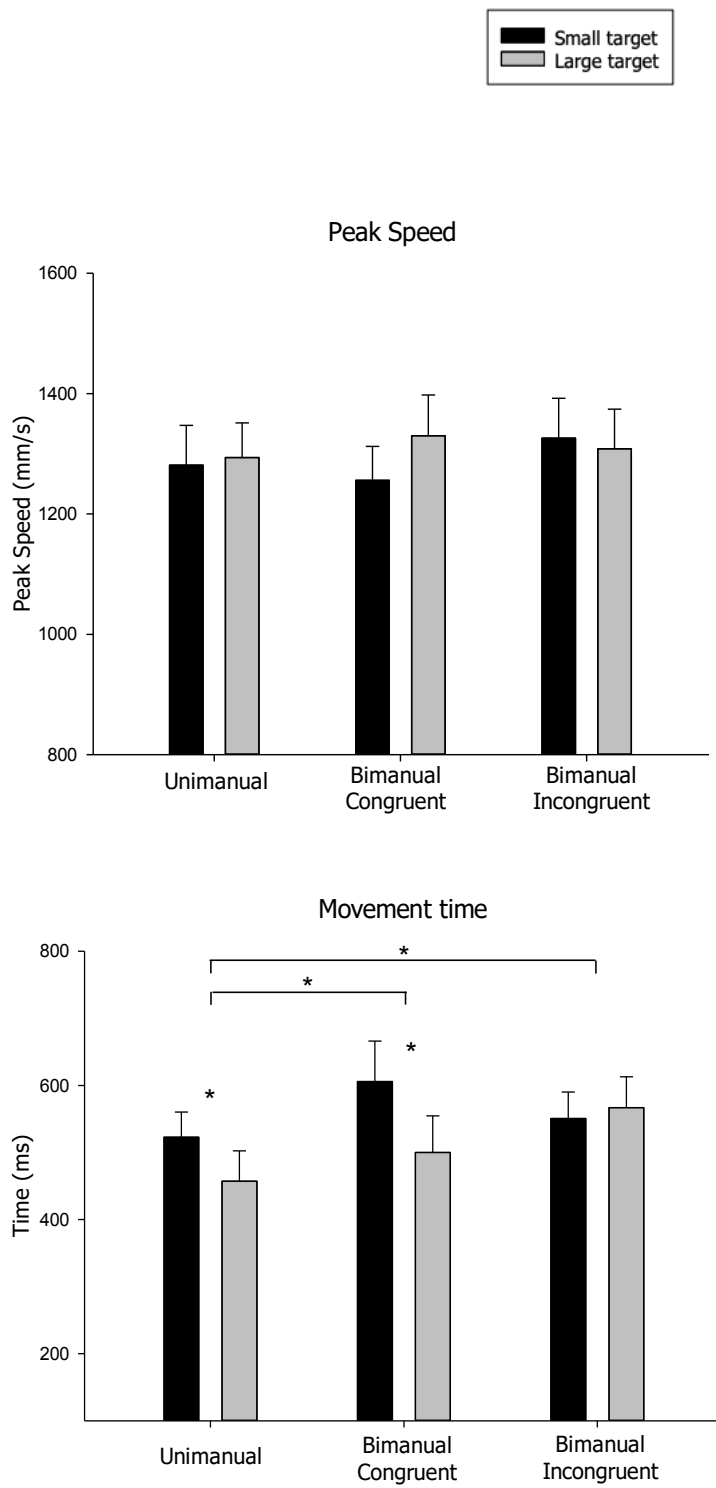 Small target
Large target
Peak Speed
1600
1400
1200
1000
800
Peak Speed (mm/s)
Unimanual
Bimanual
Congruent
Bimanual
Incongruent
Movement time
800
600
400
200
Time (ms)
*
*
*
*
Unimanual
Bimanual
Congruent
Bimanual
Incongruent